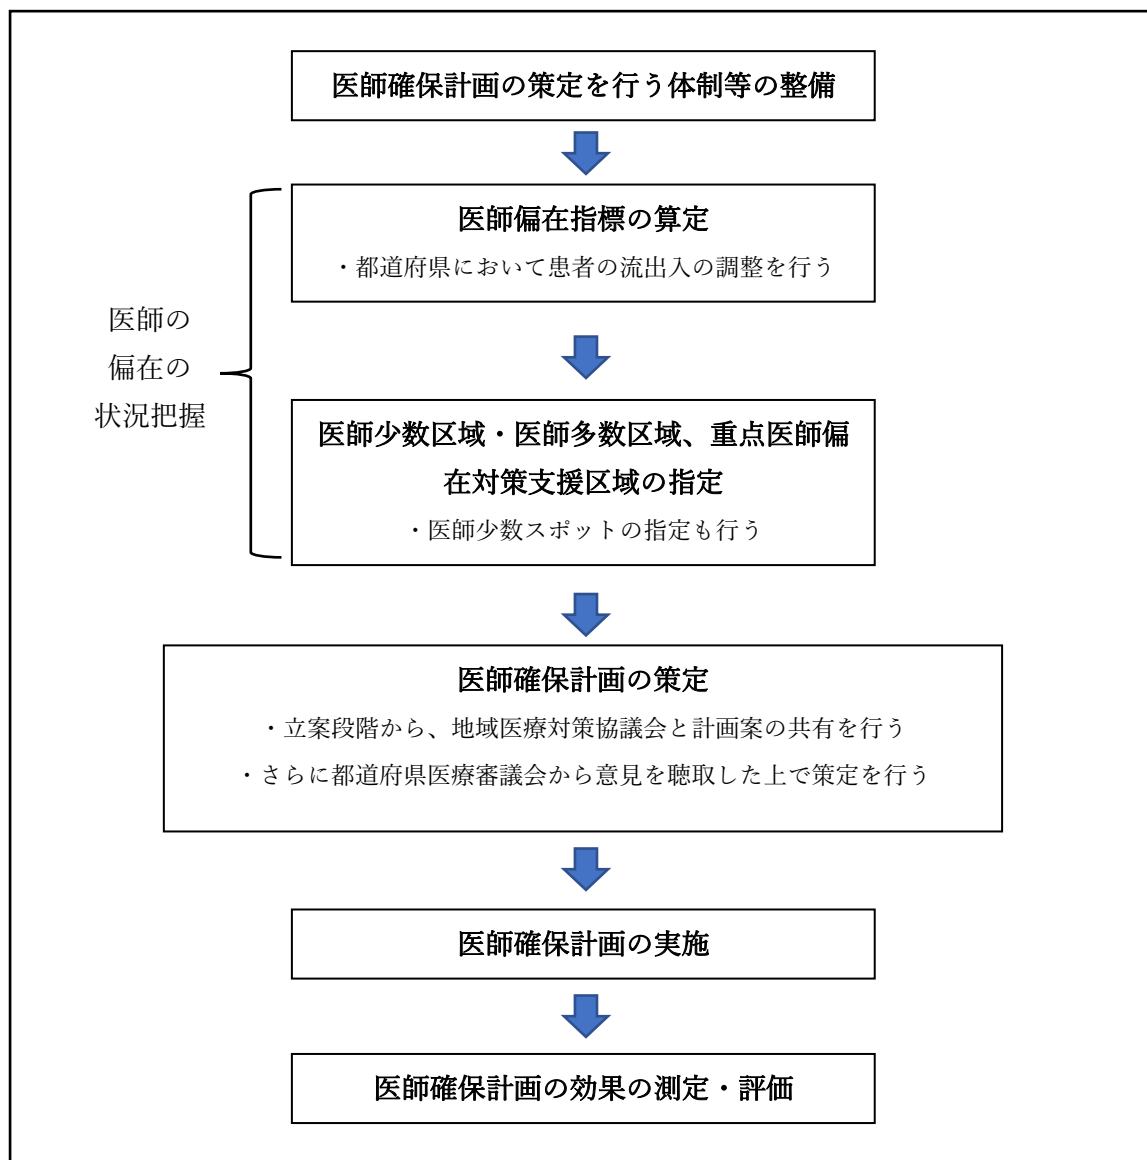 医師確保計画の策定を行う体制等の整備
医師偏在指標の算定
・都道府県において患者の流出入の調整を行う
医師の
偏在の
状況把握
医師少数区域・医師多数区域、重点医師偏
在対策支援区域の指定
・医師少数スポットの指定も行う
医師確保計画の策定
・立案段階から、地域医療対策協議会と計画案の共有を行う
・さらに都道府県医療審議会から意見を聴取した上で策定を行う
医師確保計画の実施
医師確保計画の効果の測定・評価